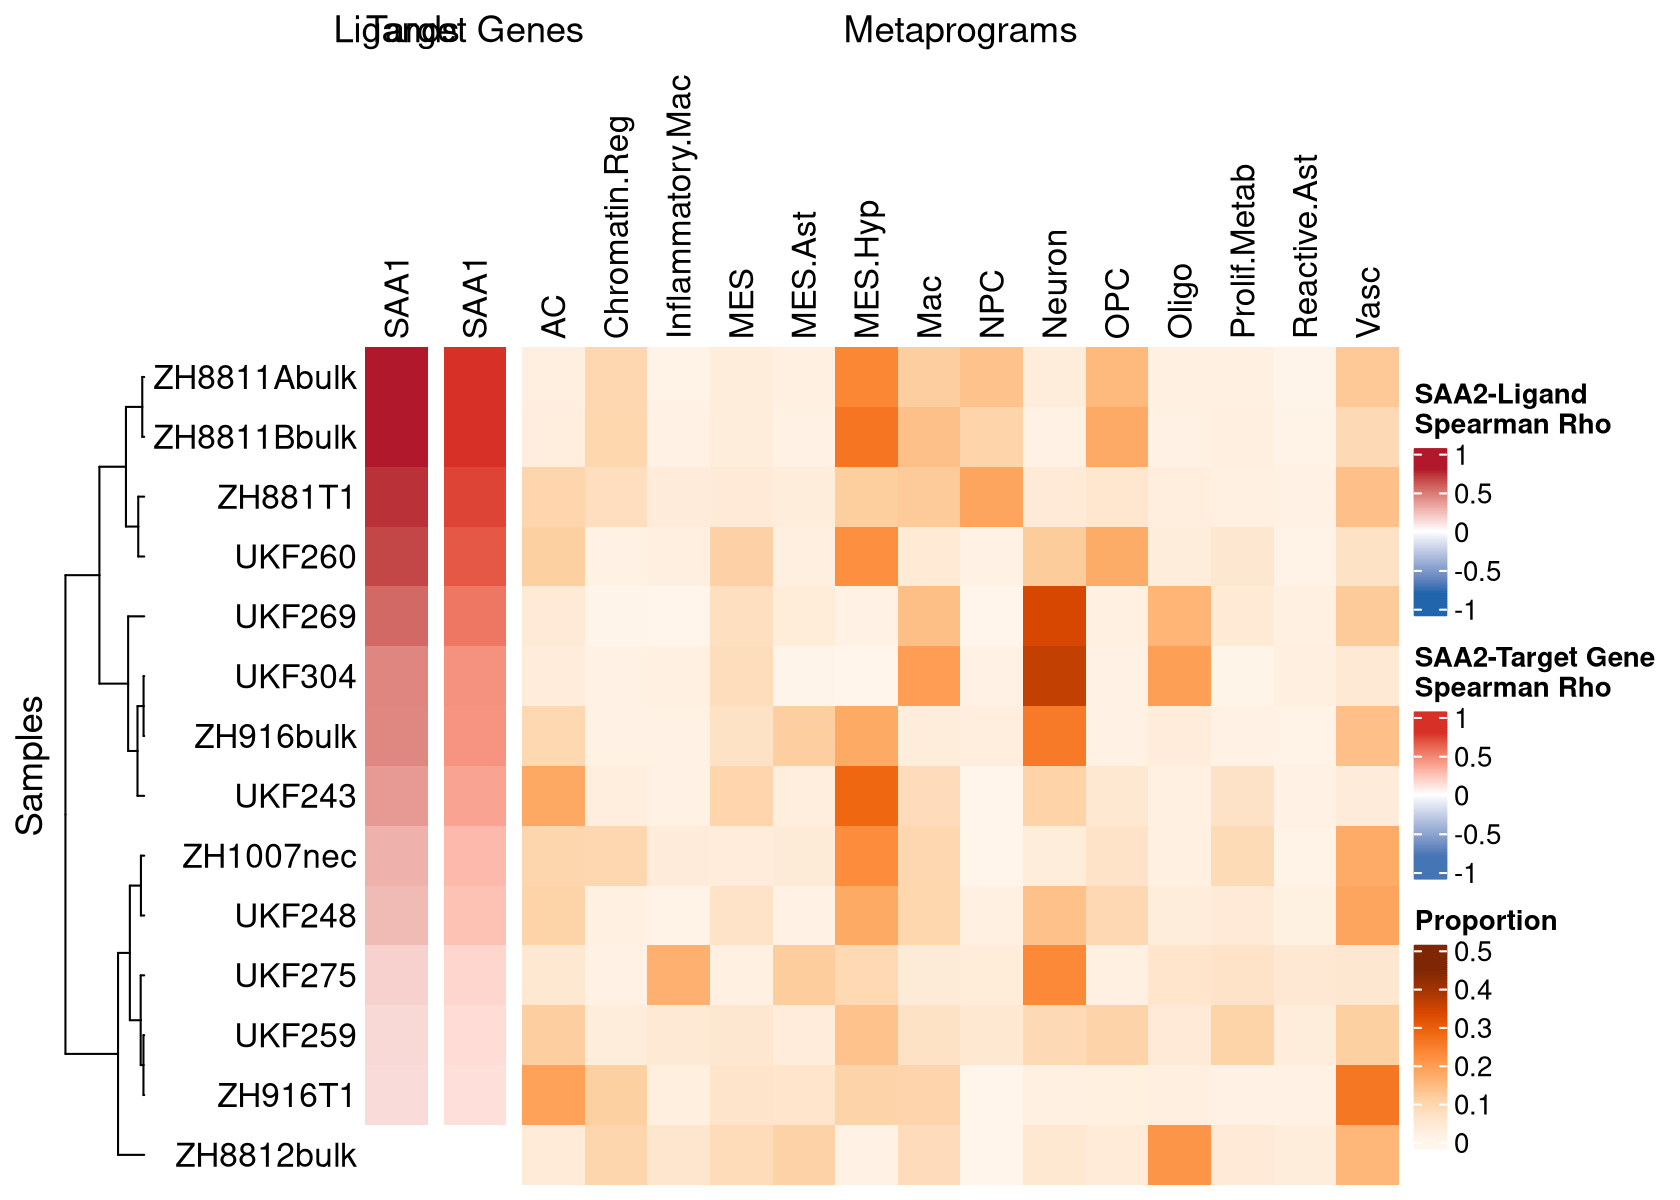 Ligands
Target Genes
Metaprograms
SAA1
SAA1
AC
Chromatin.Reg
Inflammatory.Mac
MES
MES.Ast
MES.Hyp
Mac
NPC
Neuron
OPC
Oligo
Prolif.Metab
Reactive.Ast
Vasc
Samples
ZH8811Abulk
ZH8811Bbulk
ZH881T1
UKF260
UKF269
UKF304
ZH916bulk
UKF243
ZH1007nec
UKF248
UKF275
UKF259
ZH916T1
ZH8812bulk
SAA2-Ligand
Spearman Rho
1
0.5
0
-0.5
-1
SAA2-Target Gene
Spearman Rho
1
0.5
0
-0.5
-1
Proportion
0.5
0.4
0.3
0.2
0.1
0